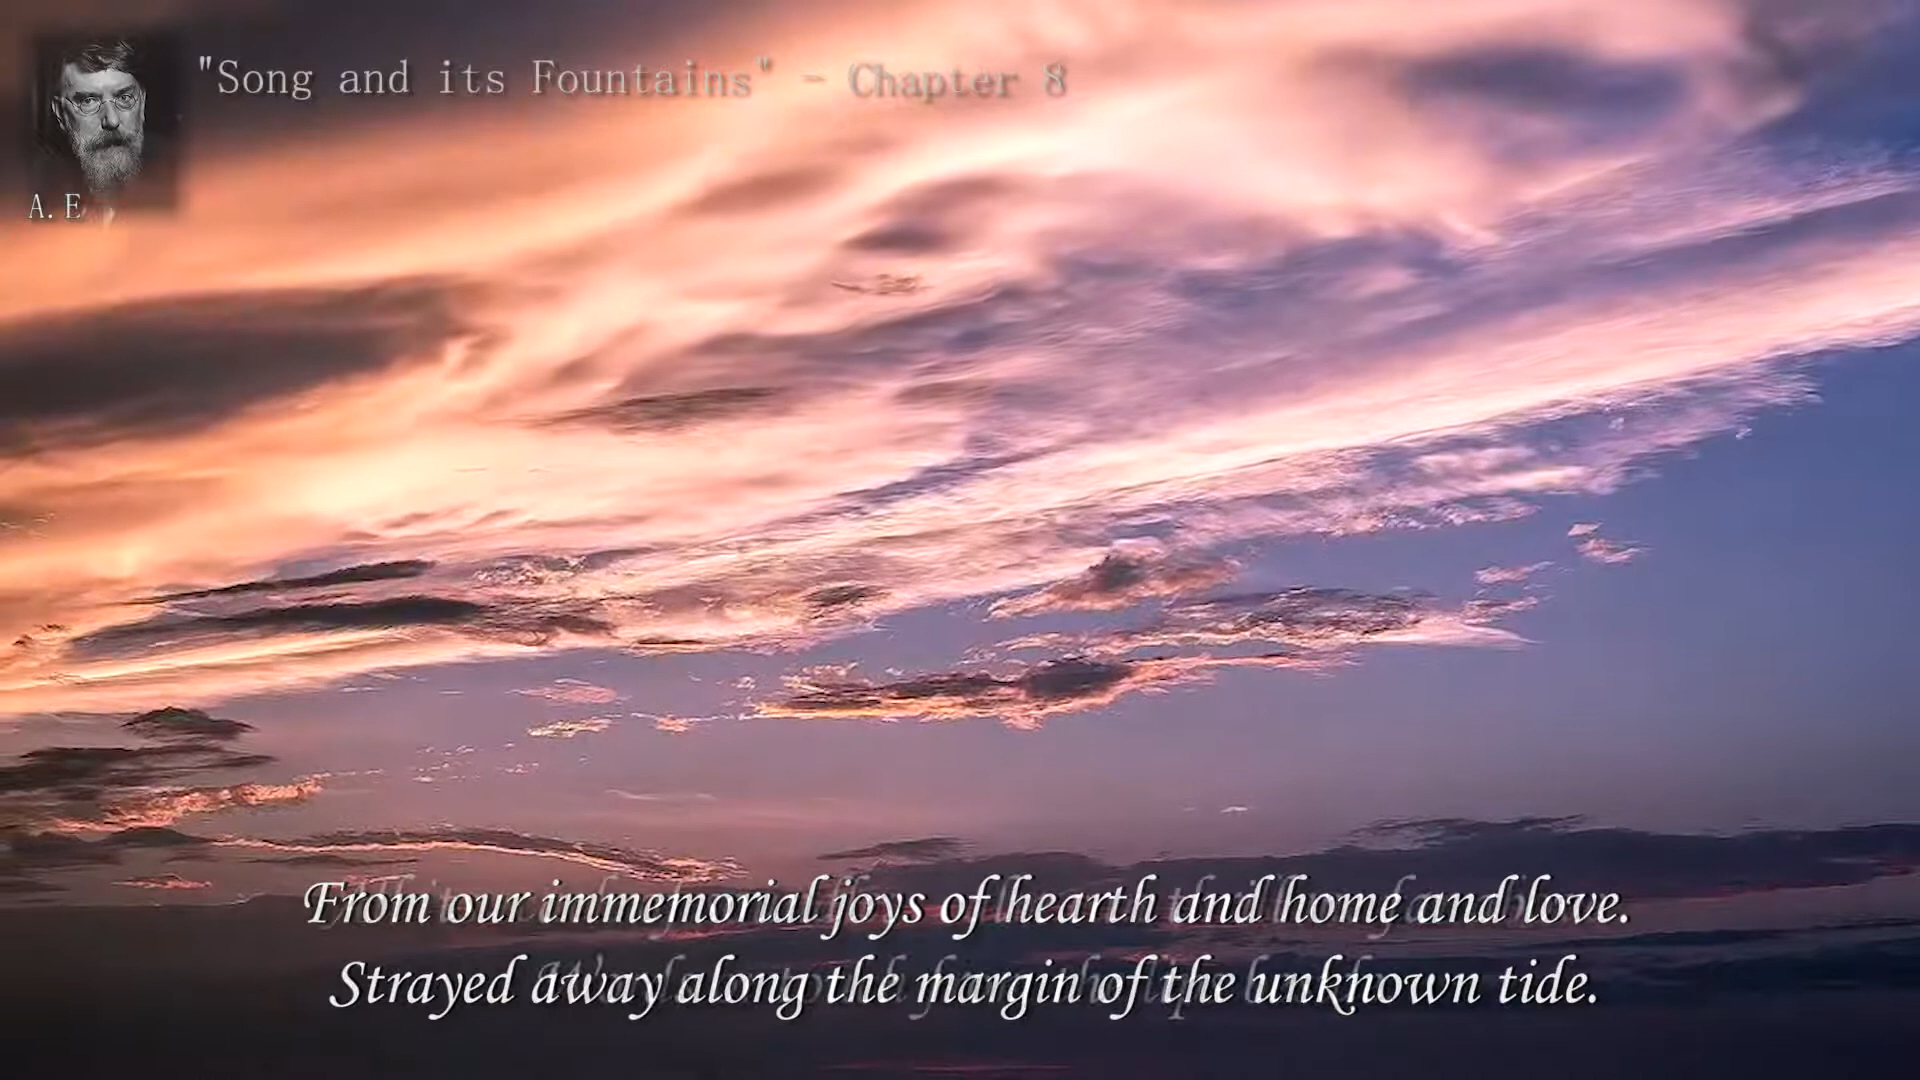 "Song and its Fountains" - Chapter 8
A.E
From our immemorial joys of hearth and home and love.
Strayed away along the margin of the unknown tide.